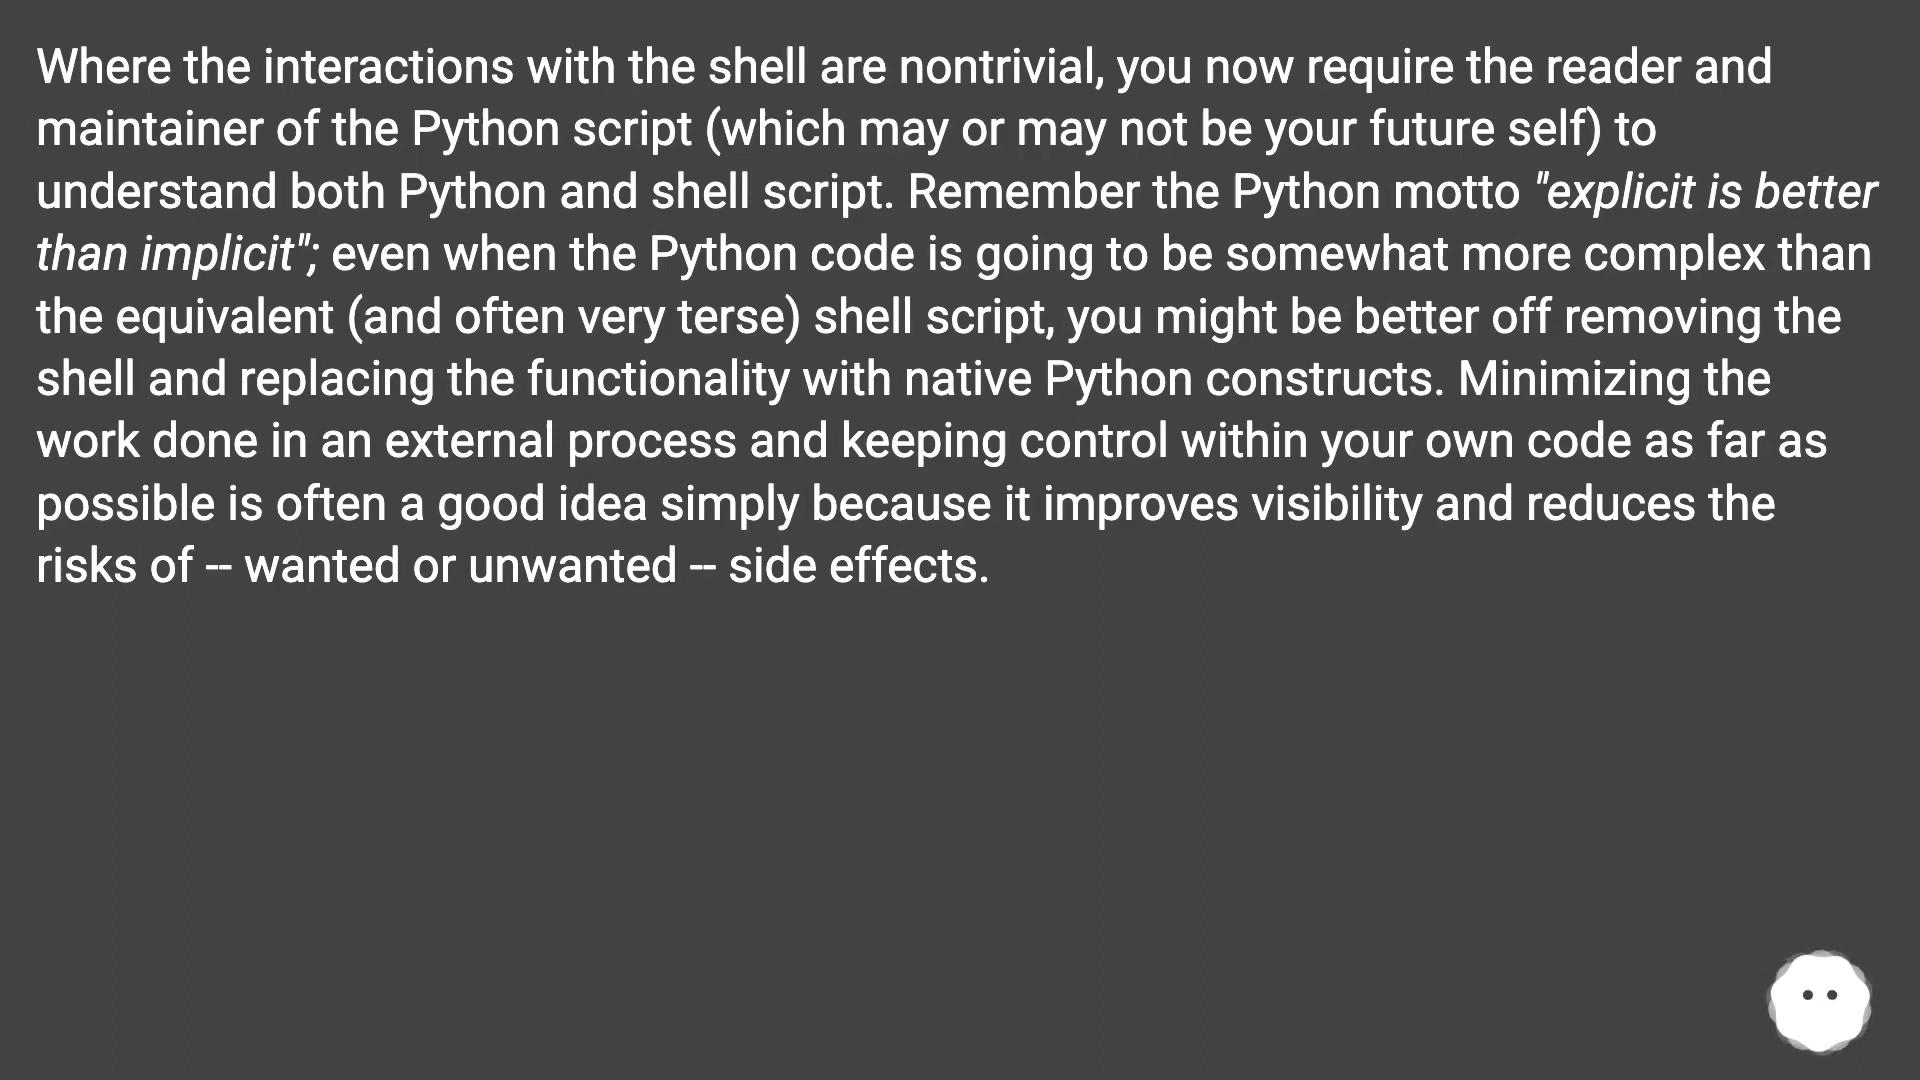 Where the interactions with the shell are nontrivial, you now require the reader and
maintainer of the Python script (which may or may not be your future self) to
understand both Python and shell script. Remember the Python motto "explicit is better
than implicit"; even when the Python code is going to be somewhat more complex than
the equivalent (and often very terse) shell script, you might be better off removing the
shell and replacing the functionality with native Python constructs. Minimizing the
work done in an external process and keeping control within your own code as far as
possible is often a good idea simply because it improves visibility and reduces the
risks of -- wanted or unwanted -- side effects.